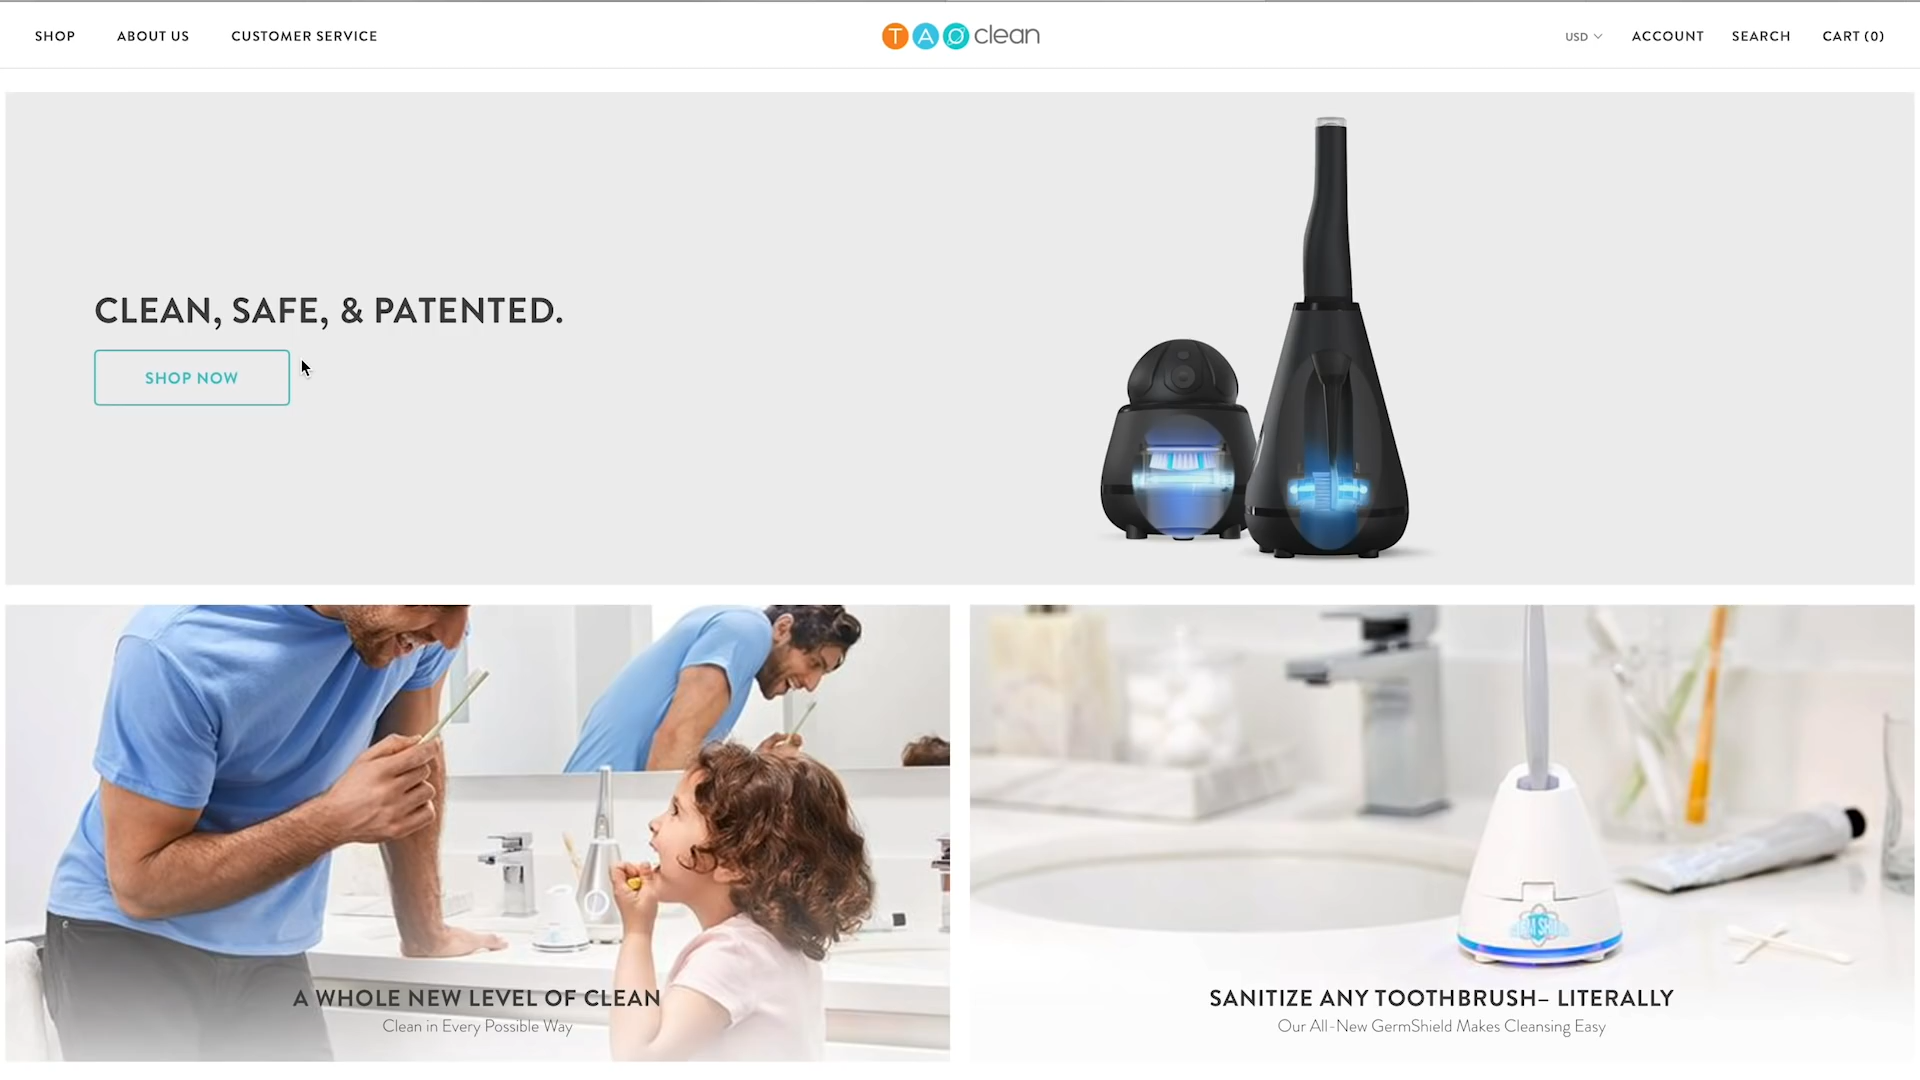 SHOP
ABOUT US
CUSTOMER SERVICE
TAO clean
USD
ACCOUNT
SEARCH
CART (0)
CLEAN, SAFE, & PATENTED.
SHOP NOW
A WHOLE NEW LEVEL OF CLEAN
Clean in Every Possible Way
SANITIZE ANY TOOTHBRUSH– LITERALLY
Our All-New GermShield Makes Cleansing Easy